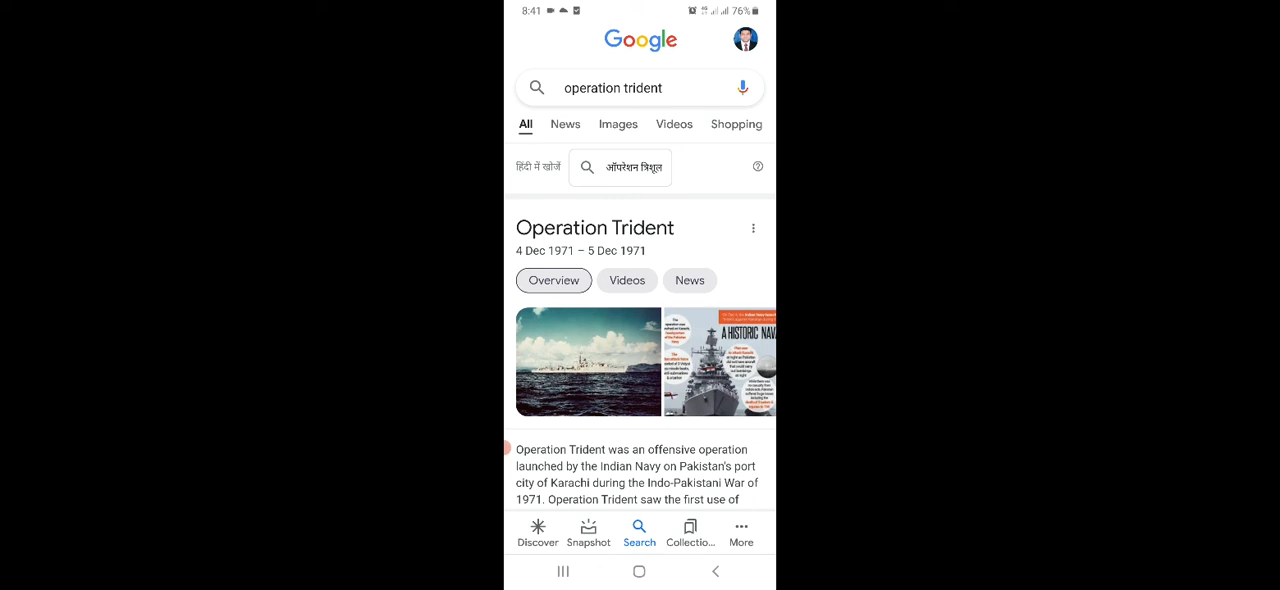 8:41 76%
Google
operation trident
All News Images Videos Shopping
हिंदी में खोजें ऑपरेशन त्रिशूल
Operation Trident
4 Dec 1971 – 5 Dec 1971
Overview Videos News
A HISTORIC NAV
Operation Trident was an offensive operation
launched by the Indian Navy on Pakistan's port
city of Karachi during the Indo-Pakistani War of
1971. Operation Trident saw the first use of
Discover Snapshot Search Collectio... More